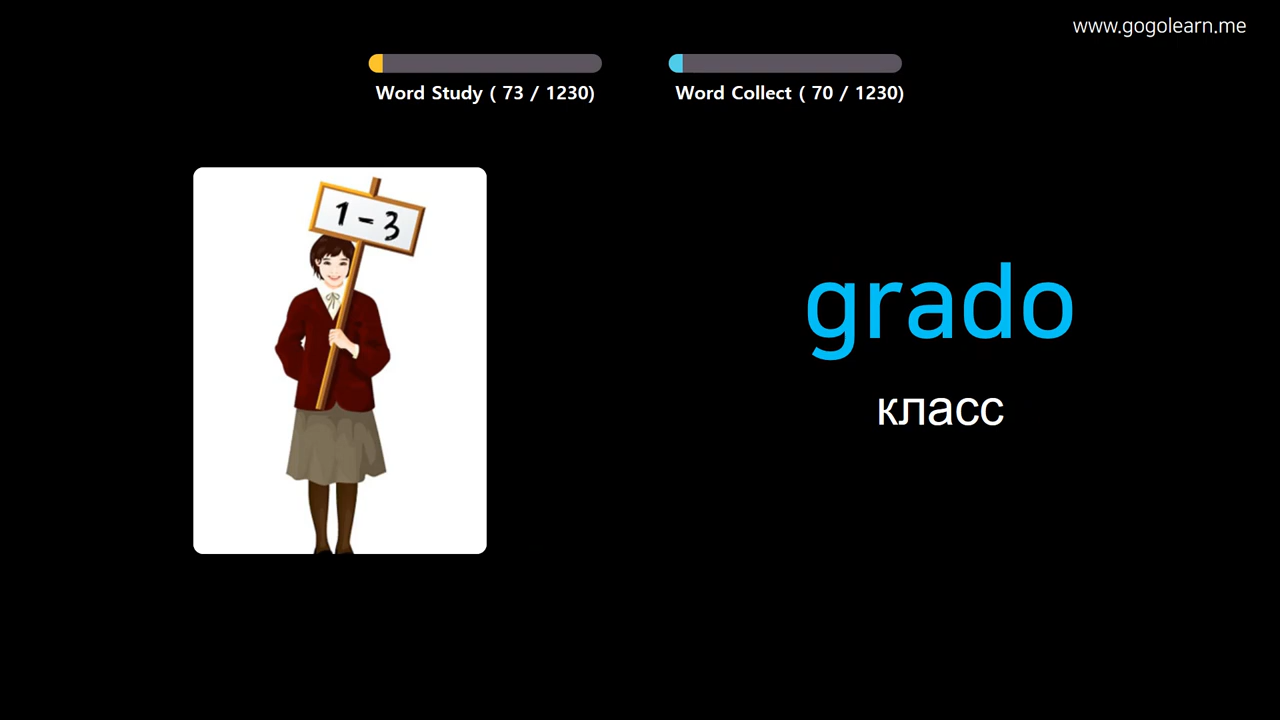 www.gogolearn.me
Word Study ( 73 / 1230)
Word Collect ( 70 / 1230)
1 - 3
grado
класс